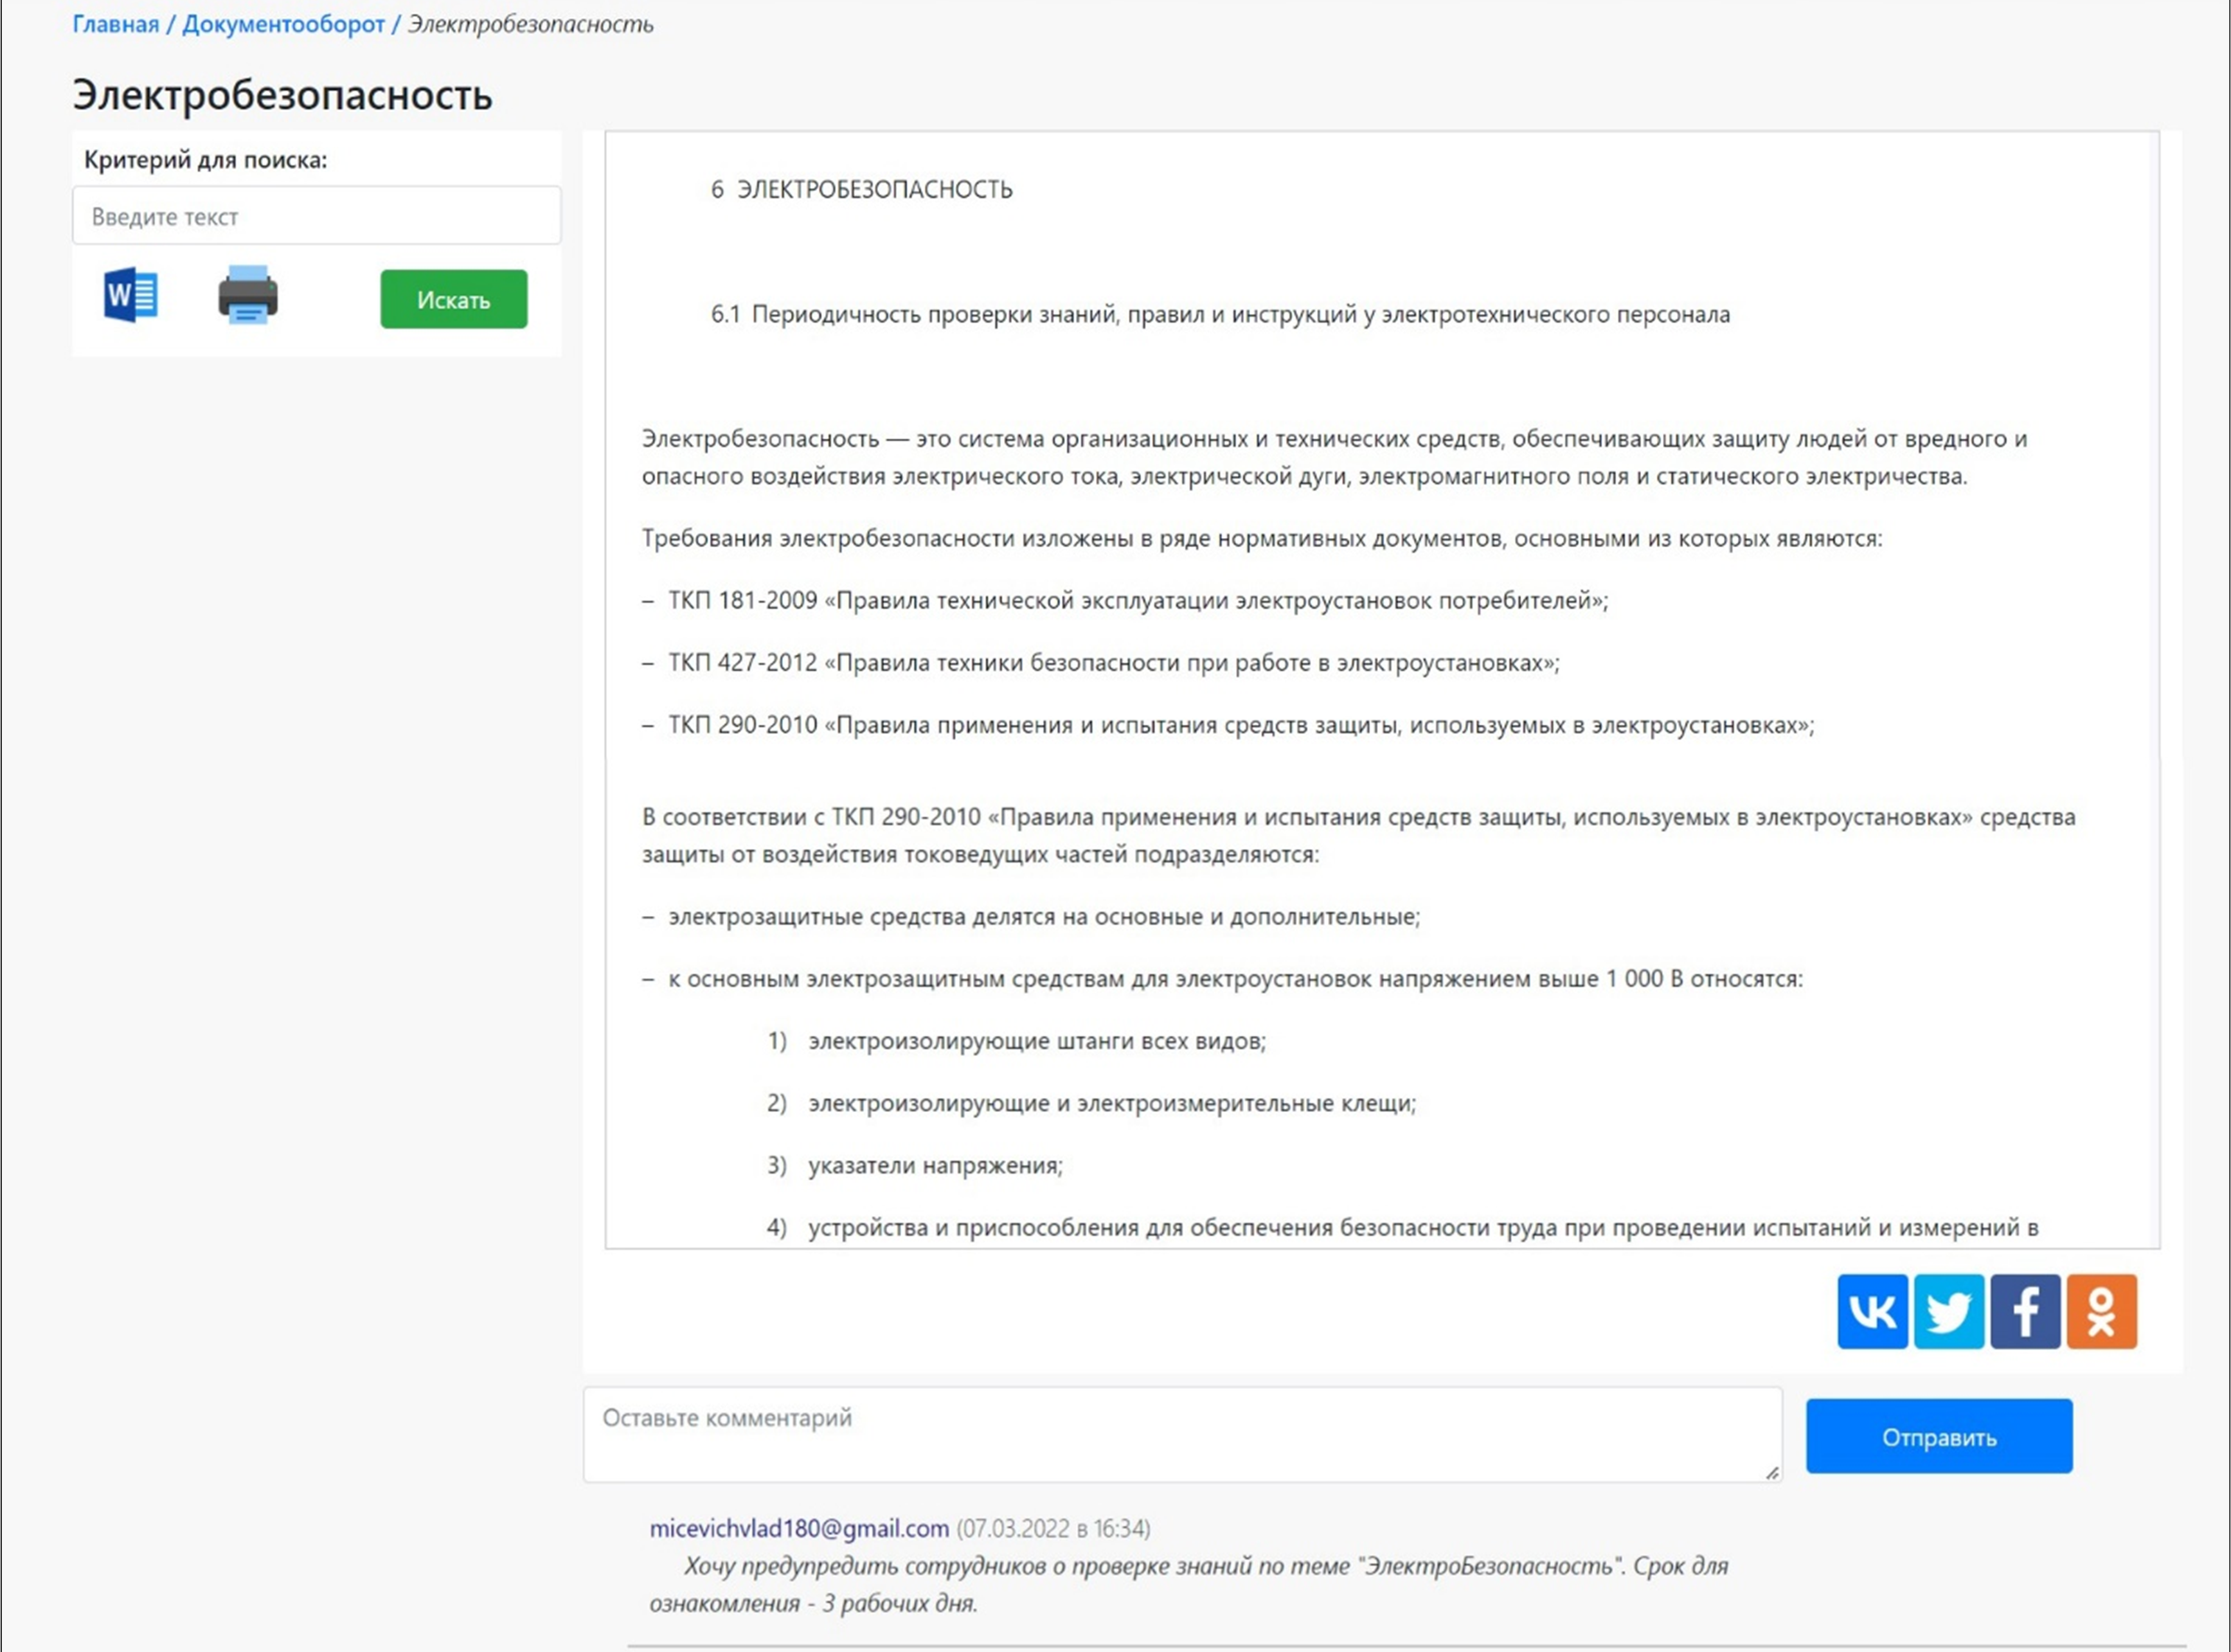 Главная / Документооборот / Электробезопасность
Электробезопасность
Критерий для поиска:
Введите текст
W
Искать
6 ЭЛЕКТРОБЕЗОПАСНОСТЬ
6.1 Периодичность проверки знаний, правил и инструкций у электротехнического персонала
Электробезопасность — это система организационных и технических средств, обеспечивающих защиту людей от вредного и
опасного воздействия электрического тока, электрической дуги, электромагнитного поля и статического электричества.
Требования электробезопасности изложены в ряде нормативных документов, основными из которых являются:
– ТКП 181-2009 «Правила технической эксплуатации электроустановок потребителей»;
– ТКП 427-2012 «Правила техники безопасности при работе в электроустановках»;
– ТКП 290-2010 «Правила применения и испытания средств защиты, используемых в электроустановках»;
В соответствии с ТКП 290-2010 «Правила применения и испытания средств защиты, используемых в электроустановках» средства
защиты от воздействия токоведущих частей подразделяются:
– электрозащитные средства делятся на основные и дополнительные;
– к основным электрозащитным средствам для электроустановок напряжением выше 1 000 В относятся:
1) электроизолирующие штанги всех видов;
2) электроизолирующие и электроизмерительные клещи;
3) указатели напряжения;
4) устройства и приспособления для обеспечения безопасности труда при проведении испытаний и измерений в
Оставьте комментарий
Отправить
micevichvlad180@gmail.com (07.03.2022 в 16:34)
Хочу предупредить сотрудников о проверке знаний по теме "ЭлектроБезопасность". Срок для
ознакомления - 3 рабочих дня.